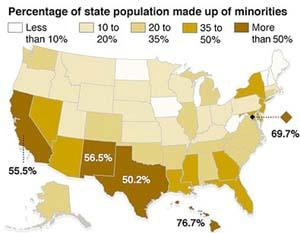 Percentage of state population made up of minorities
Less than 10%
10 to 20%
20 to 35%
35 to 50%
More than 50%
69.7%
56.5%
55.5%
50.2%
76.7%